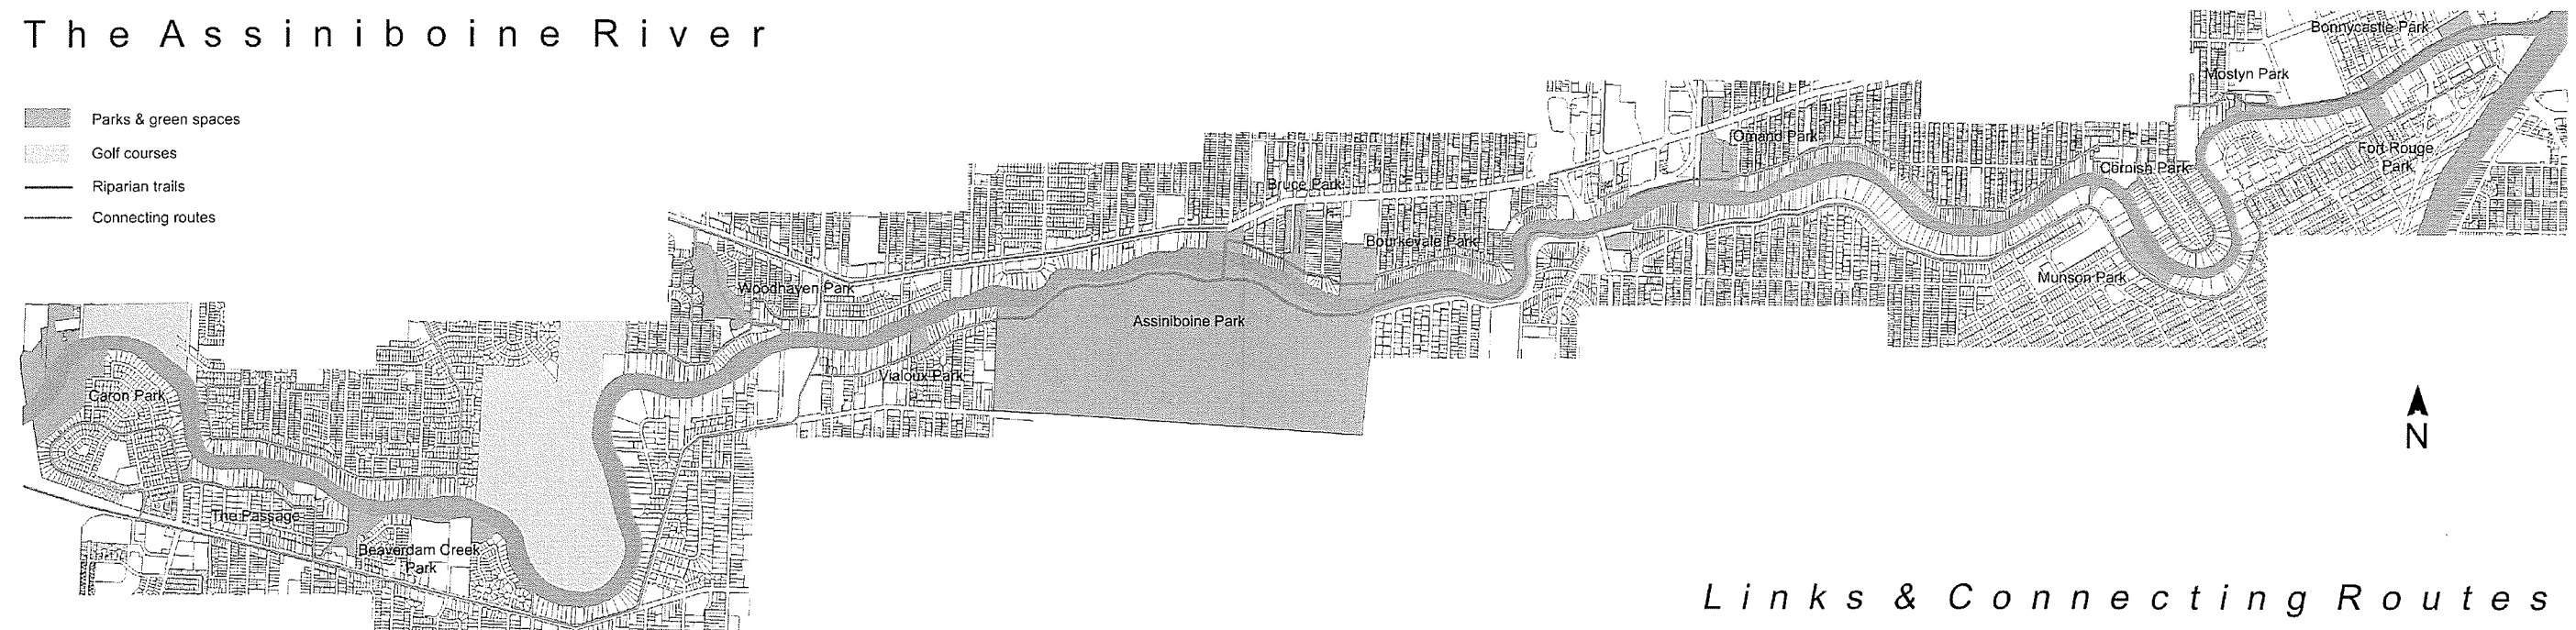 The Assiniboine River
Parks & green spaces
Golf courses
Riparian trails
Connecting routes
Bonnycastle Park
Mostyn Park
Omand Park
Fort Rouge
Park
Cornish Park
Bruce Park
Bourkevale Park
Munson Park
Woodhaven Park
Assiniboine Park
Vialoux Park
Caron Park
The Passage
Beaverdam Creek
Park
N
Links & Connecting Routes